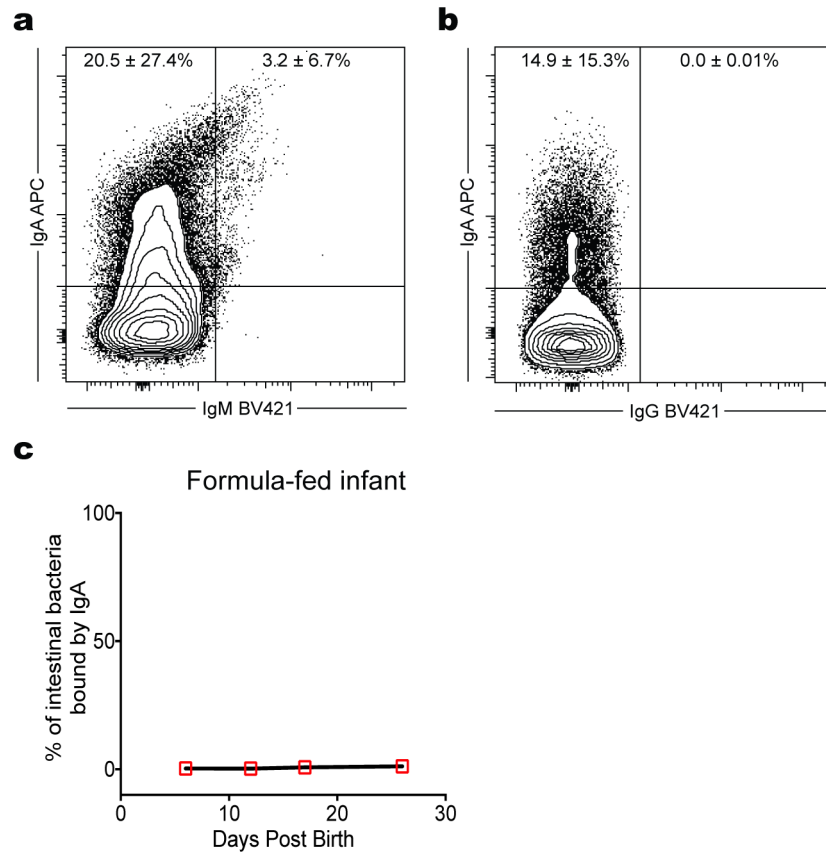 a
20.5 ± 27.4%
3.2 ± 6.7%
IgA APC
IgM BV421
b
14.9 ± 15.3%
0.0 ± 0.01%
IgA APC
IgG BV421
c
Formula-fed infant
% of intestinal bacteria
bound by IgA
100
50
0
0
10
20
30
Days Post Birth